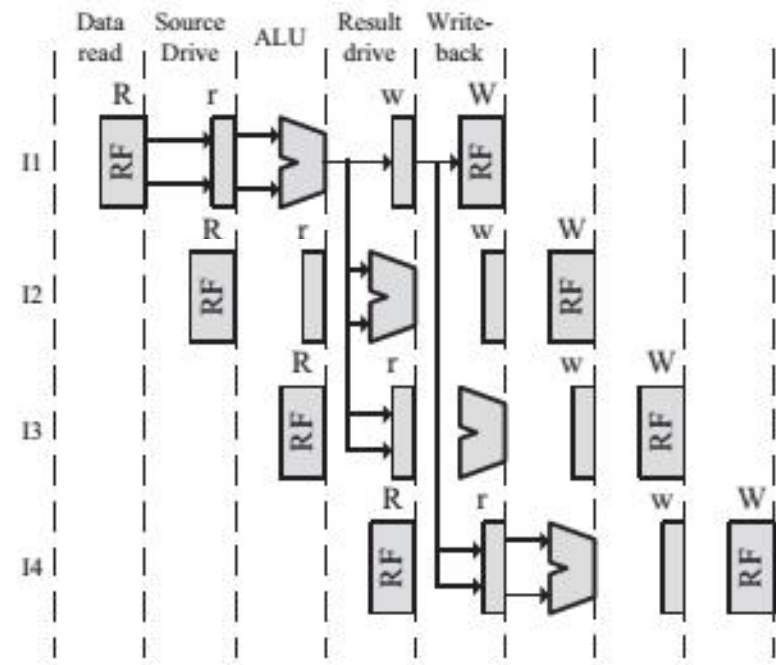 Data read
Source Drive
ALU
Result drive
Write-back
R r w W
I1 RF RF
R r w W
I2 RF RF
R r w W
I3 RF RF
R r w W
I4 RF RF